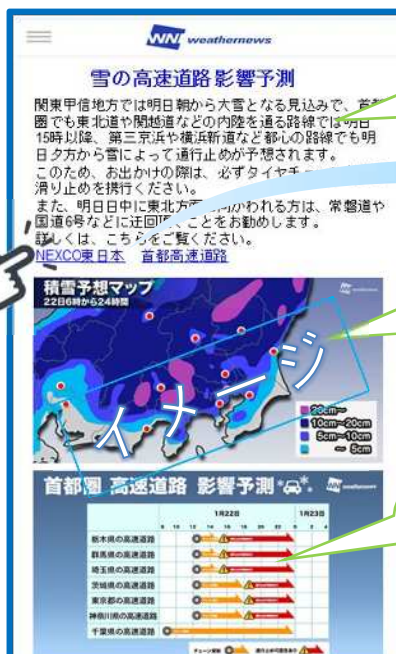 WNI weathernews
雪の高速道路影響予測
関東甲信地方では明日朝から大雪となる見込みで、首都
圏でも東北道や関越道などの内陸を通る路線では明日
15時以降、第三京浜や横浜新道など都心の路線でも明
日夕方から雪によって通行止めが予想されます。
このため、お出かけの際は、必ずタイヤチ
滑り止めを携行ください。
また、明日日中に東北方面 向かわれる方は、常磐道や
国道6号などに迂回 ことをお勧めします。
詳しくは、こちらをご覧ください。
NEXCO東日本 首都高速道路
積雪予想マップ
22日6時から24時間
イメージ
20cm～
10cm～20cm
5cm～10cm
～ 5cm
首都圏 高速道路 影響予測
1月22日 1月23日
栃木県の高速道路
群馬県の高速道路
埼玉県の高速道路
茨城県の高速道路
東京都の高速道路
神奈川県の高速道路
千葉県の高速道路